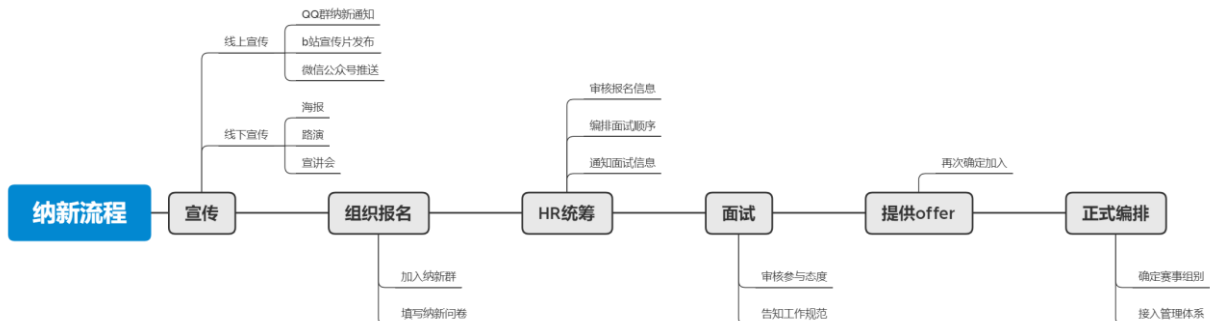 纳新流程
宣传
线上宣传
QQ群纳新通知
b站宣传片发布
微信公众号推送
线下宣传
海报
路演
宣讲会
组织报名
加入纳新群
填写纳新问卷
HR统筹
审核报名信息
编排面试顺序
通知面试信息
面试
审核参与态度
告知工作规范
提供offer
再次确定加入
正式编排
确定赛事组别
接入管理体系